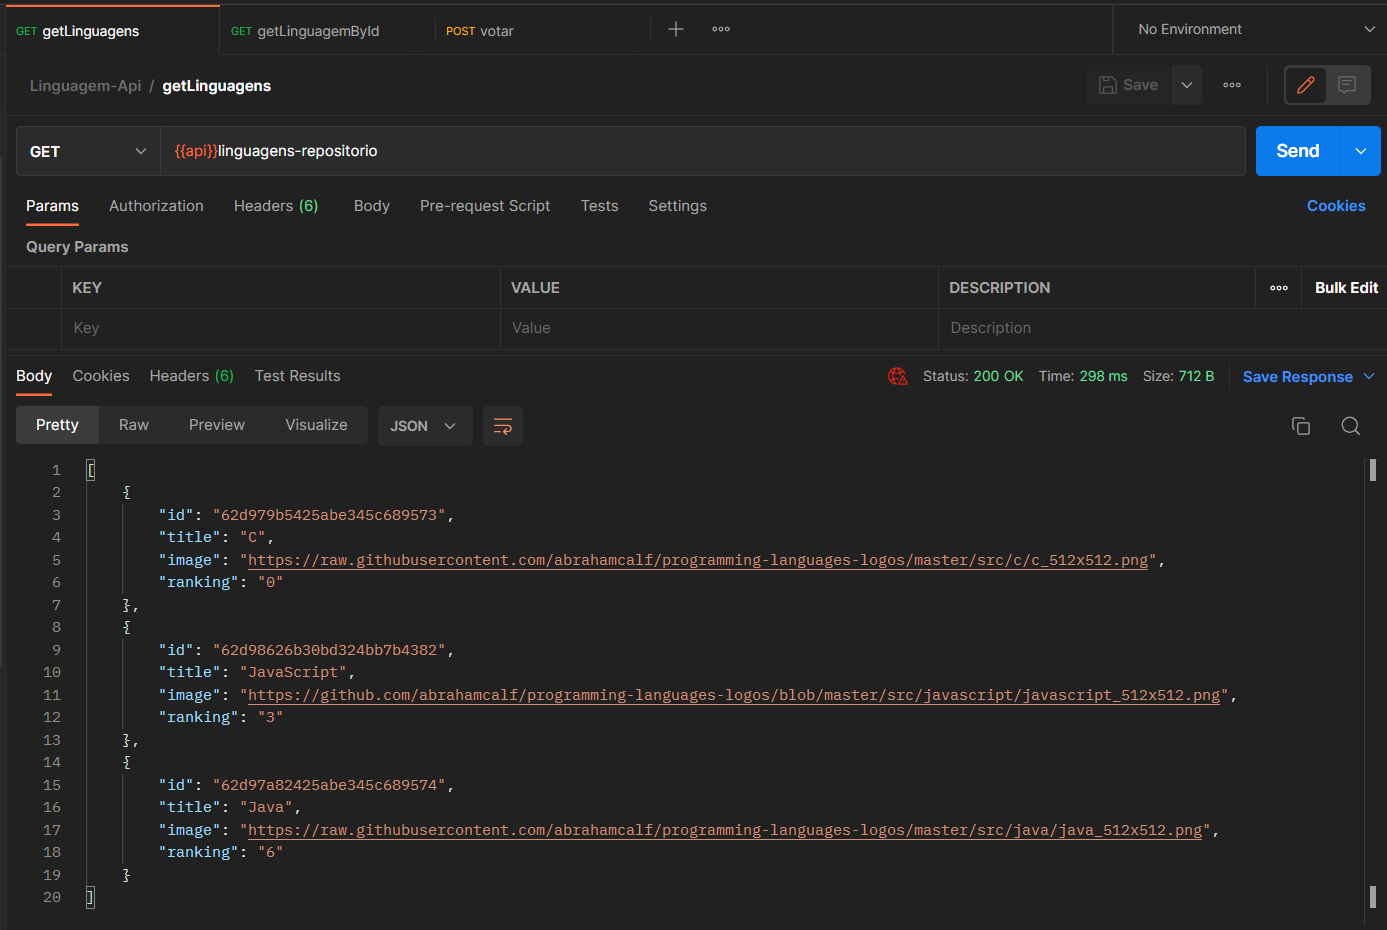 GET getLinguagens GET getLinguagemById POST votar No Environment
Linguagem-Api / getLinguagens Save
GET {{api}}linguagens-repositorio Send
Params Authorization Headers (6) Body Pre-request Script Tests Settings Cookies
Query Params
KEY VALUE DESCRIPTION Bulk Edit
Key Value Description
Body Cookies Headers (6) Test Results Status: 200 OK Time: 298 ms Size: 712 B Save Response
Pretty Raw Preview Visualize JSON
1 [
2 {
3 "id": "62d979b5425abe345c689573",
4 "title": "C",
5 "image": "https://raw.githubusercontent.com/abrahamcalf/programming-languages-logos/master/src/c/c_512x512.png",
6 "ranking": "0"
7 },
8 {
9 "id": "62d98626b30bd324bb7b4382",
10 "title": "JavaScript",
11 "image": "https://github.com/abrahamcalf/programming-languages-logos/blob/master/src/javascript/javascript_512x512.png",
12 "ranking": "3"
13 },
14 {
15 "id": "62d97a82425abe345c689574",
16 "title": "Java",
17 "image": "https://raw.githubusercontent.com/abrahamcalf/programming-languages-logos/master/src/java/java_512x512.png",
18 "ranking": "6"
19 }
20 ]